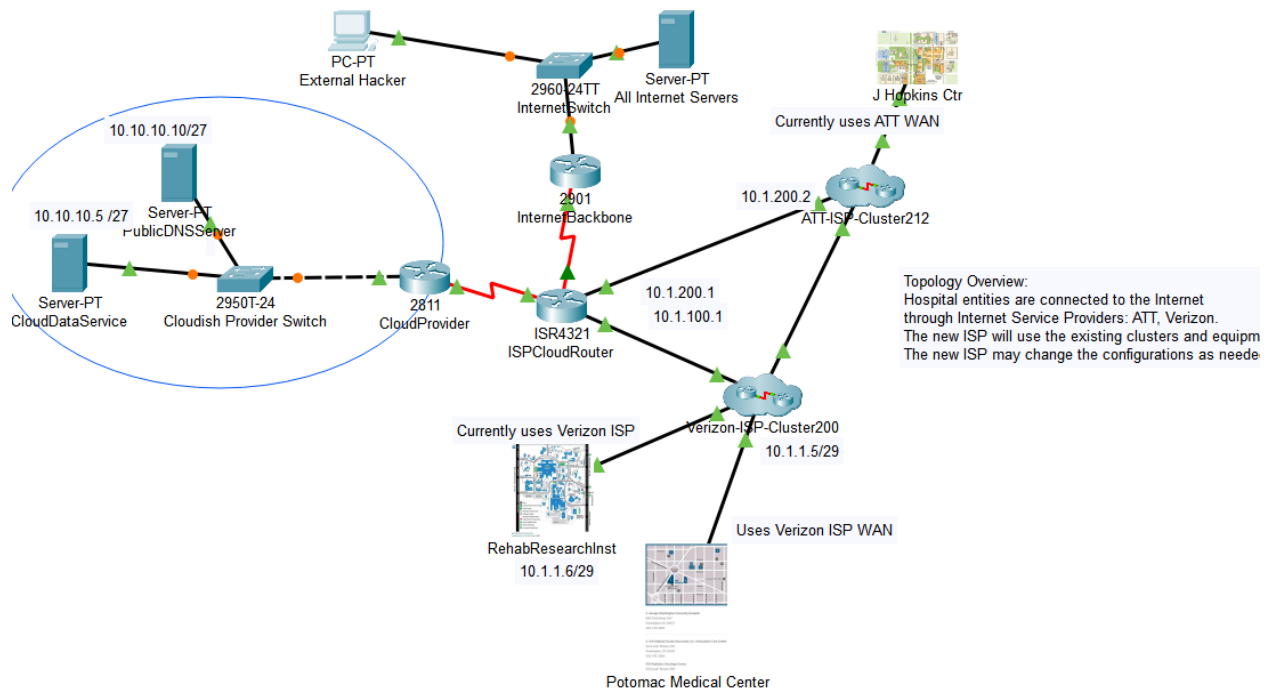 PC-PT
External Hacker
2960-24TT
InternetSwitch
Server-PT
All Internet Servers
J Hopkins Ctr
Currently uses ATT WAN
10.10.10.10/27
Server-PT
PublicDNSServer
10.10.10.5 /27
Server-PT
CloudDataService
2950T-24
Cloudish Provider Switch
2811
CloudProvider
2901
InternetBackbone
10.1.200.2
ATT-ISP-Cluster212
10.1.200.1
10.1.100.1
ISR4321
ISPCloudRouter
Topology Overview:
Hospital entities are connected to the Internet
through Internet Service Providers: ATT, Verizon.
The new ISP will use the existing clusters and equipm
The new ISP may change the configurations as neede
Verizon-ISP-Cluster200
10.1.1.5/29
Currently uses Verizon ISP
RehabResearchInst
10.1.1.6/29
Uses Verizon ISP WAN
Potomac Medical Center